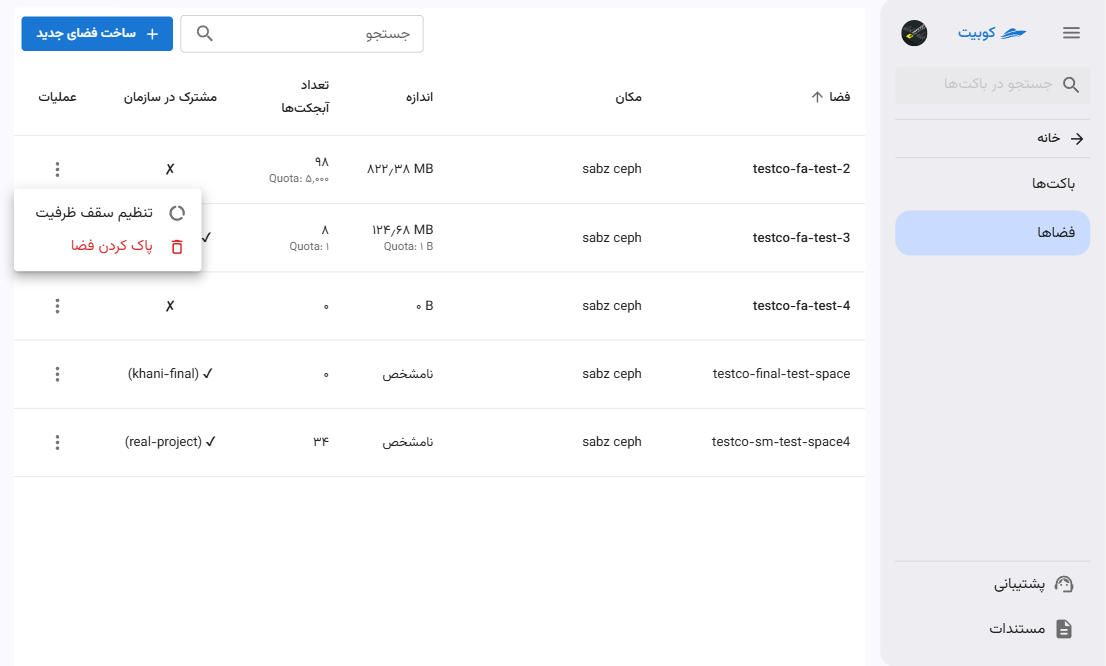 کوبیت
جستجو در باکت‌ها
خانه
باکت‌ها
فضاها
پشتیبانی
مستندات
جستجو
ساخت فضای جدید
فضا
مکان
اندازه
تعداد آبجکت‌ها
مشترک در سازمان
عملیات
testco-fa-test-2
sabz ceph
۸۲۲٫۳۸ MB
۹۸
Quota: ۵,۰۰۰
✗
testco-fa-test-3
sabz ceph
۱۲۴٫۶۸ MB
Quota: ۱ B
۸
Quota: ۱
✓
تنظیم سقف ظرفیت
پاک کردن فضا
testco-fa-test-4
sabz ceph
۰ B
۰
✗
testco-final-test-space
sabz ceph
نامشخص
۰
✓ (khani-final)
testco-sm-test-space4
sabz ceph
نامشخص
۳۴
✓ (real-project)